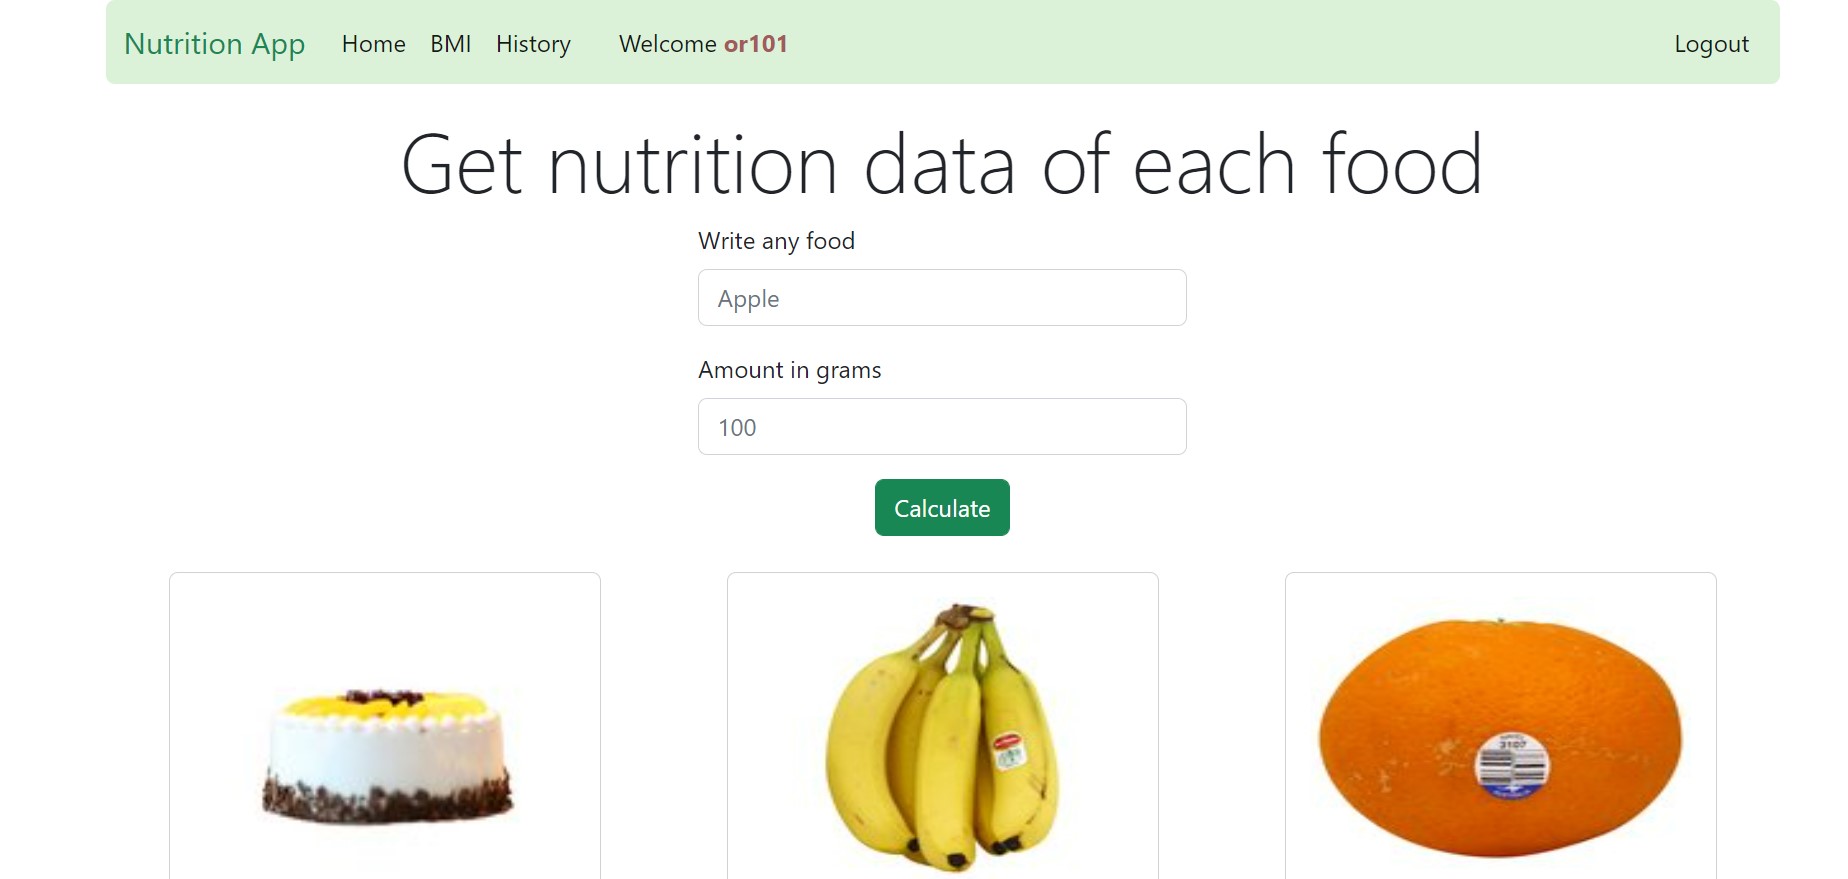 Nutrition App Home BMI History Welcome or101 Logout
Get nutrition data of each food
Write any food
Apple
Amount in grams
100
Calculate
3107